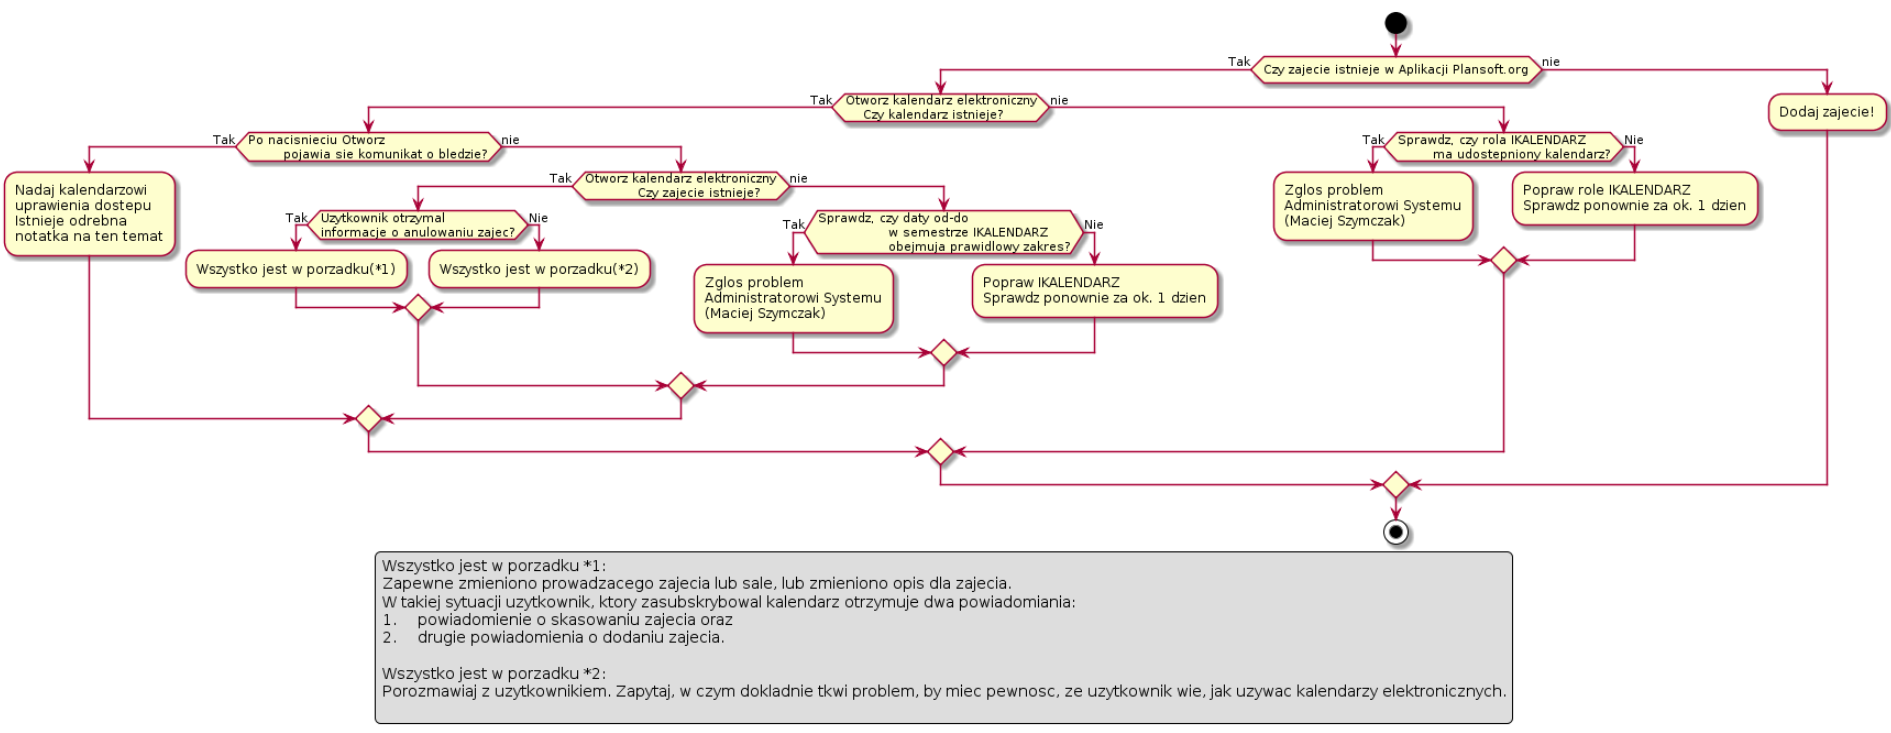 Tak
Czy zajecie istnieje w Aplikacji Plansoft.org
nie
Tak
Otworz kalendarz elektroniczny
Czy kalendarz istnieje?
nie
Dodaj zajecie!
Tak
Po nacisnieciu Otworz
pojawia sie komunikat o bledzie?
nie
Tak
Sprawdz, czy rola IKALENDARZ
ma udostepniony kalendarz?
Nie
Nadaj kalendarzowi
uprawienia dostepu
Istnieje odrebna
notatka na ten temat
Tak
Otworz kalendarz elektroniczny
Czy zajecie istnieje?
nie
Zglos problem
Administratorowi Systemu
(Maciej Szymczak)
Popraw role IKALENDARZ
Sprawdz ponownie za ok. 1 dzien
Tak
Uzytkownik otrzymal
informacje o anulowaniu zajec?
Nie
Tak
Sprawdz, czy daty od-do
w semestrze IKALENDARZ
obejmuja prawidlowy zakres?
Nie
Wszystko jest w porzadku(*1)
Wszystko jest w porzadku(*2)
Zglos problem
Administratorowi Systemu
(Maciej Szymczak)
Popraw IKALENDARZ
Sprawdz ponownie za ok. 1 dzien
Wszystko jest w porzadku *1:
Zapewne zmieniono prowadzacego zajecia lub sale, lub zmieniono opis dla zajecia.
W takiej sytuacji uzytkownik, ktory zasubskrybowal kalendarz otrzymuje dwa powiadomiania:
1. powiadomienie o skasowaniu zajecia oraz
2. drugie powiadomienia o dodaniu zajecia.
Wszystko jest w porzadku *2:
Porozmawiaj z uzytkownikiem. Zapytaj, w czym dokladnie tkwi problem, by miec pewnosc, ze uzytkownik wie, jak uzywac kalendarzy elektronicznych.